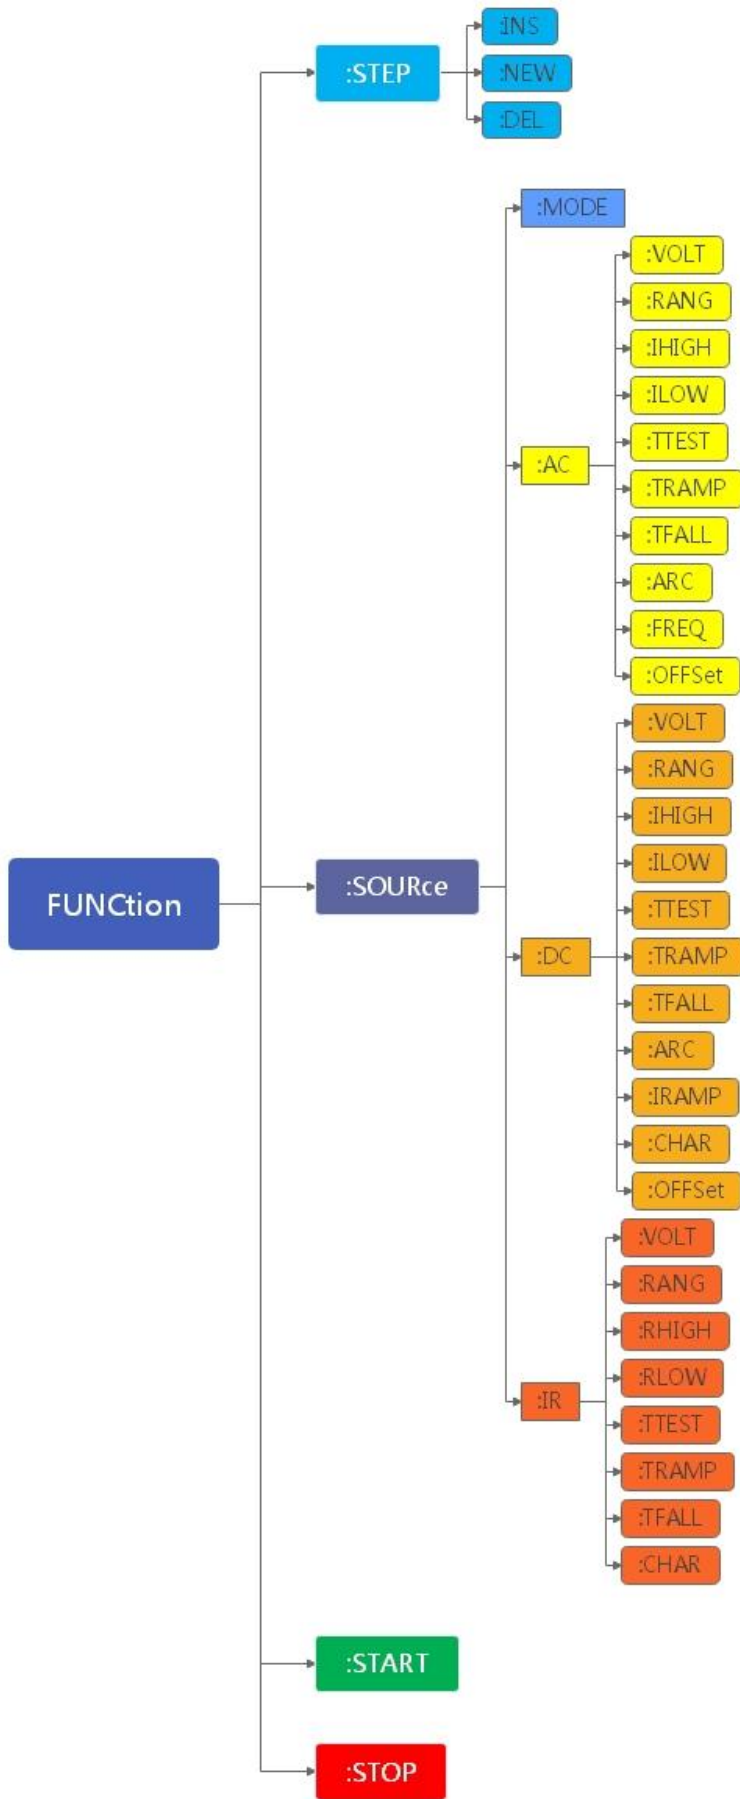 :INS
:STEP
:NEW
:DEL
:MODE
:VOLT
:RANG
:IHIGH
:ILOW
:TTEST
:AC
:TRAMP
:TFALL
:ARC
:FREQ
:OFFSet
:VOLT
:RANG
:IHIGH
:ILOW
FUNCtion
:SOURce
:TTEST
:DC
:TRAMP
:TFALL
:ARC
:IRAMP
:CHAR
:OFFSet
:VOLT
:RANG
:RHIGH
:RLOW
:IR
:TTEST
:TRAMP
:TFALL
:CHAR
:START
:STOP